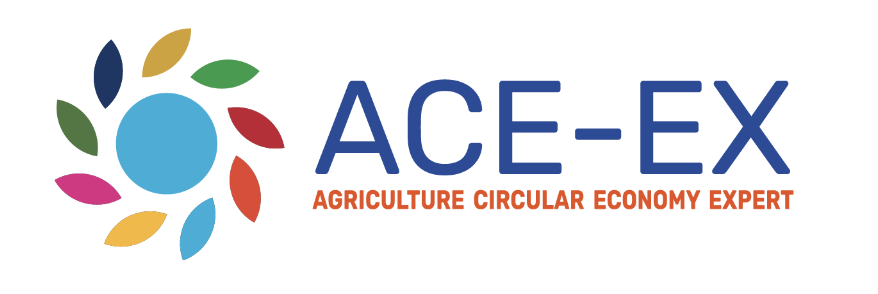 ACE-EX
AGRICULTURE CIRCULAR ECONOMY EXPERT